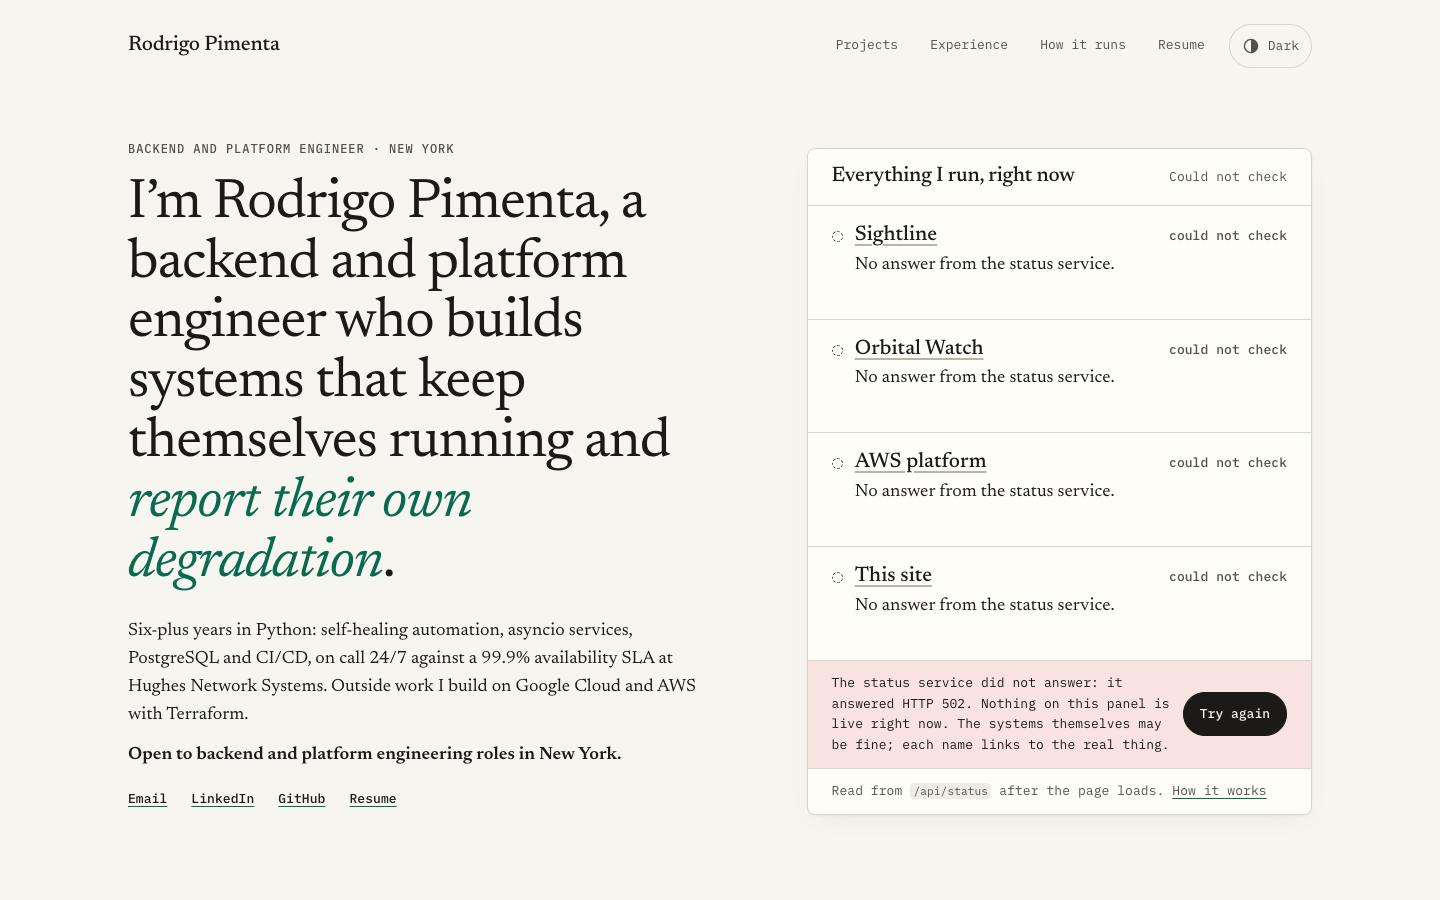 Rodrigo Pimenta
Projects
Experience
How it runs
Resume
Dark
BACKEND AND PLATFORM ENGINEER · NEW YORK
I’m Rodrigo Pimenta, a
backend and platform
engineer who builds
systems that keep
themselves running and
report their own
degradation.
Six-plus years in Python: self-healing automation, asyncio services,
PostgreSQL and CI/CD, on call 24/7 against a 99.9% availability SLA at
Hughes Network Systems. Outside work I build on Google Cloud and AWS
with Terraform.
Open to backend and platform engineering roles in New York.
Email
LinkedIn
GitHub
Resume
Everything I run, right now
Could not check
Sightline
could not check
No answer from the status service.
Orbital Watch
could not check
No answer from the status service.
AWS platform
could not check
No answer from the status service.
This site
could not check
No answer from the status service.
The status service did not answer: it
answered HTTP 502. Nothing on this panel is
live right now. The systems themselves may
be fine; each name links to the real thing.
Try again
Read from /api/status after the page loads. How it works